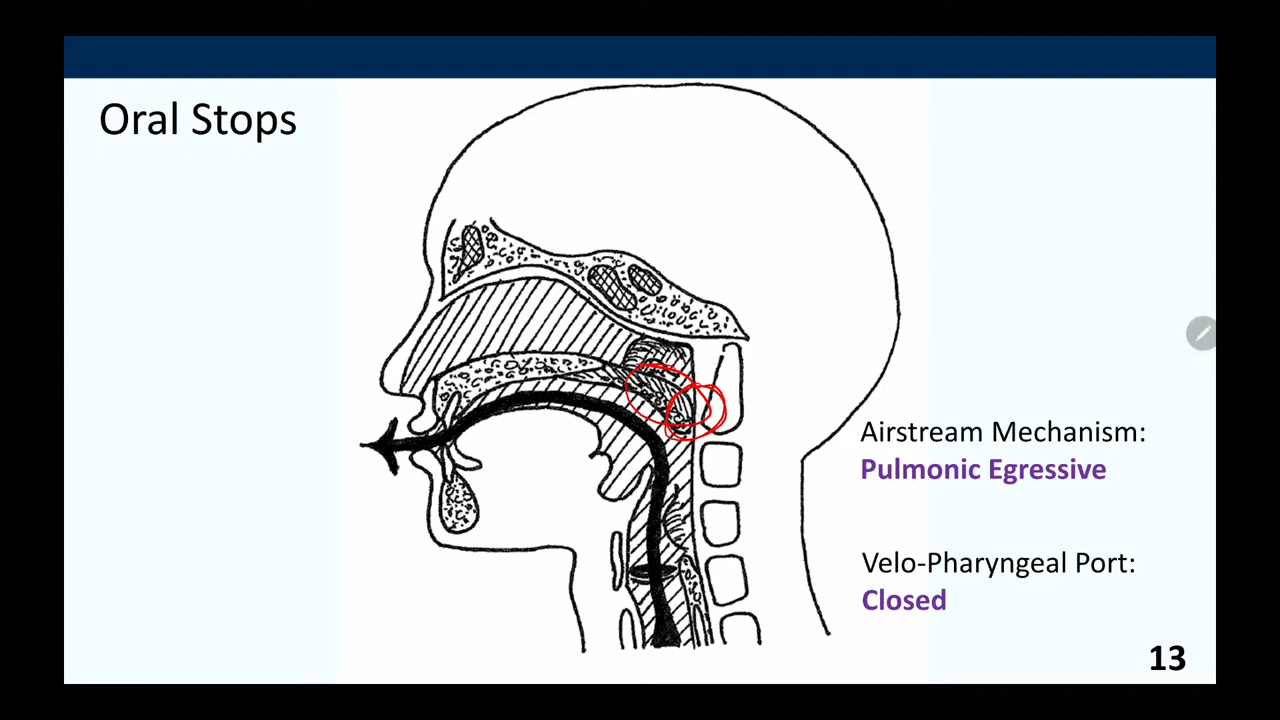 Oral Stops
Airstream Mechanism:
Pulmonic Egressive
Velo-Pharyngeal Port:
Closed
13